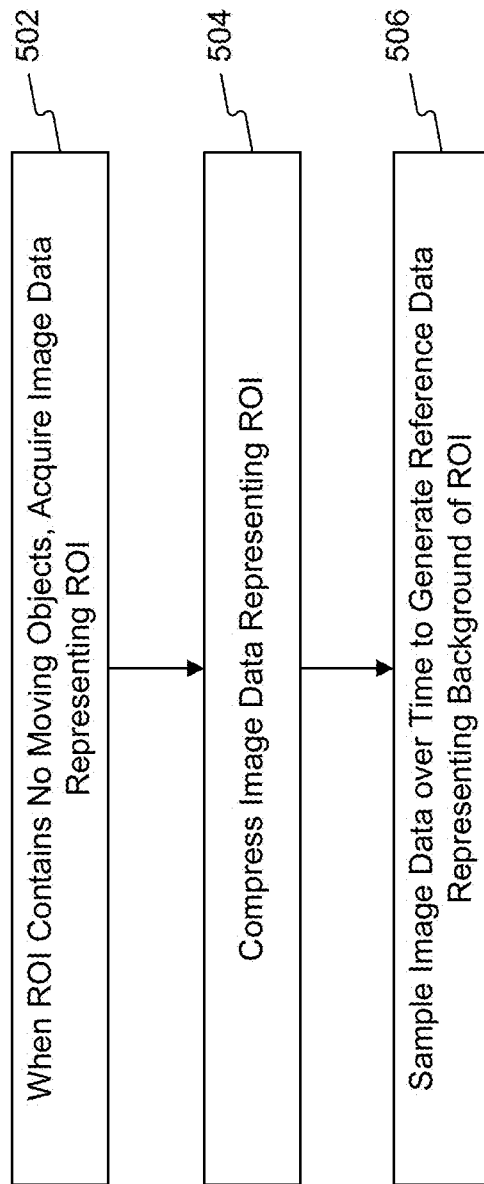 When ROI Contains No Moving Objects, Acquire Image Data
Representing ROI
502
Compress Image Data Representing ROI
504
Sample Image Data over Time to Generate Reference Data
Representing Background of ROI
506